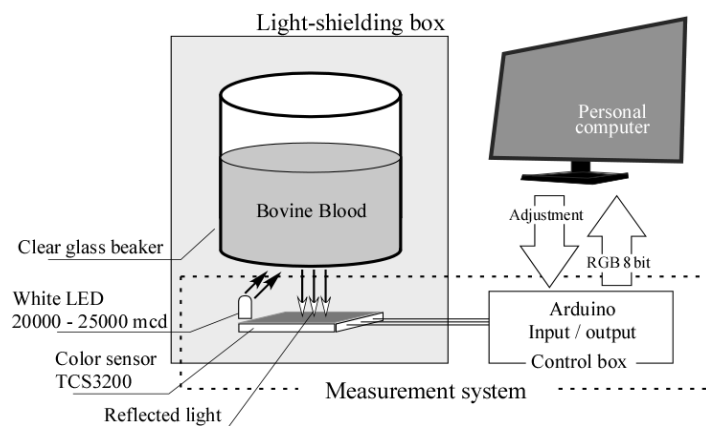 Light-shielding box
Personal
computer
Bovine Blood
Adjustment
Clear glass beaker
RGB 8 bit
White LED
20000 - 25000 mcd
Arduino
Input / output
Control box
Color sensor
TCS3200
Measurement system
Reflected light